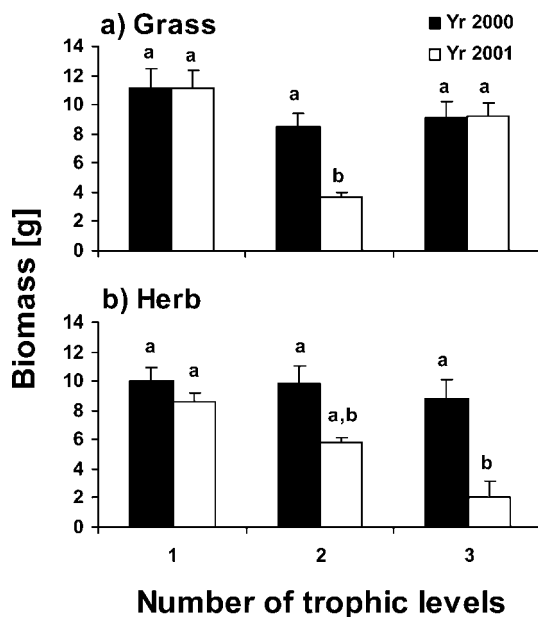 a) Grass
Yr 2000
Yr 2001
14
12
10
8
6
4
2
0
a a a b a a
Biomass [g]
b) Herb
14
12
10
8
6
4
2
0
a a a a,b a b
1 2 3
Number of trophic levels